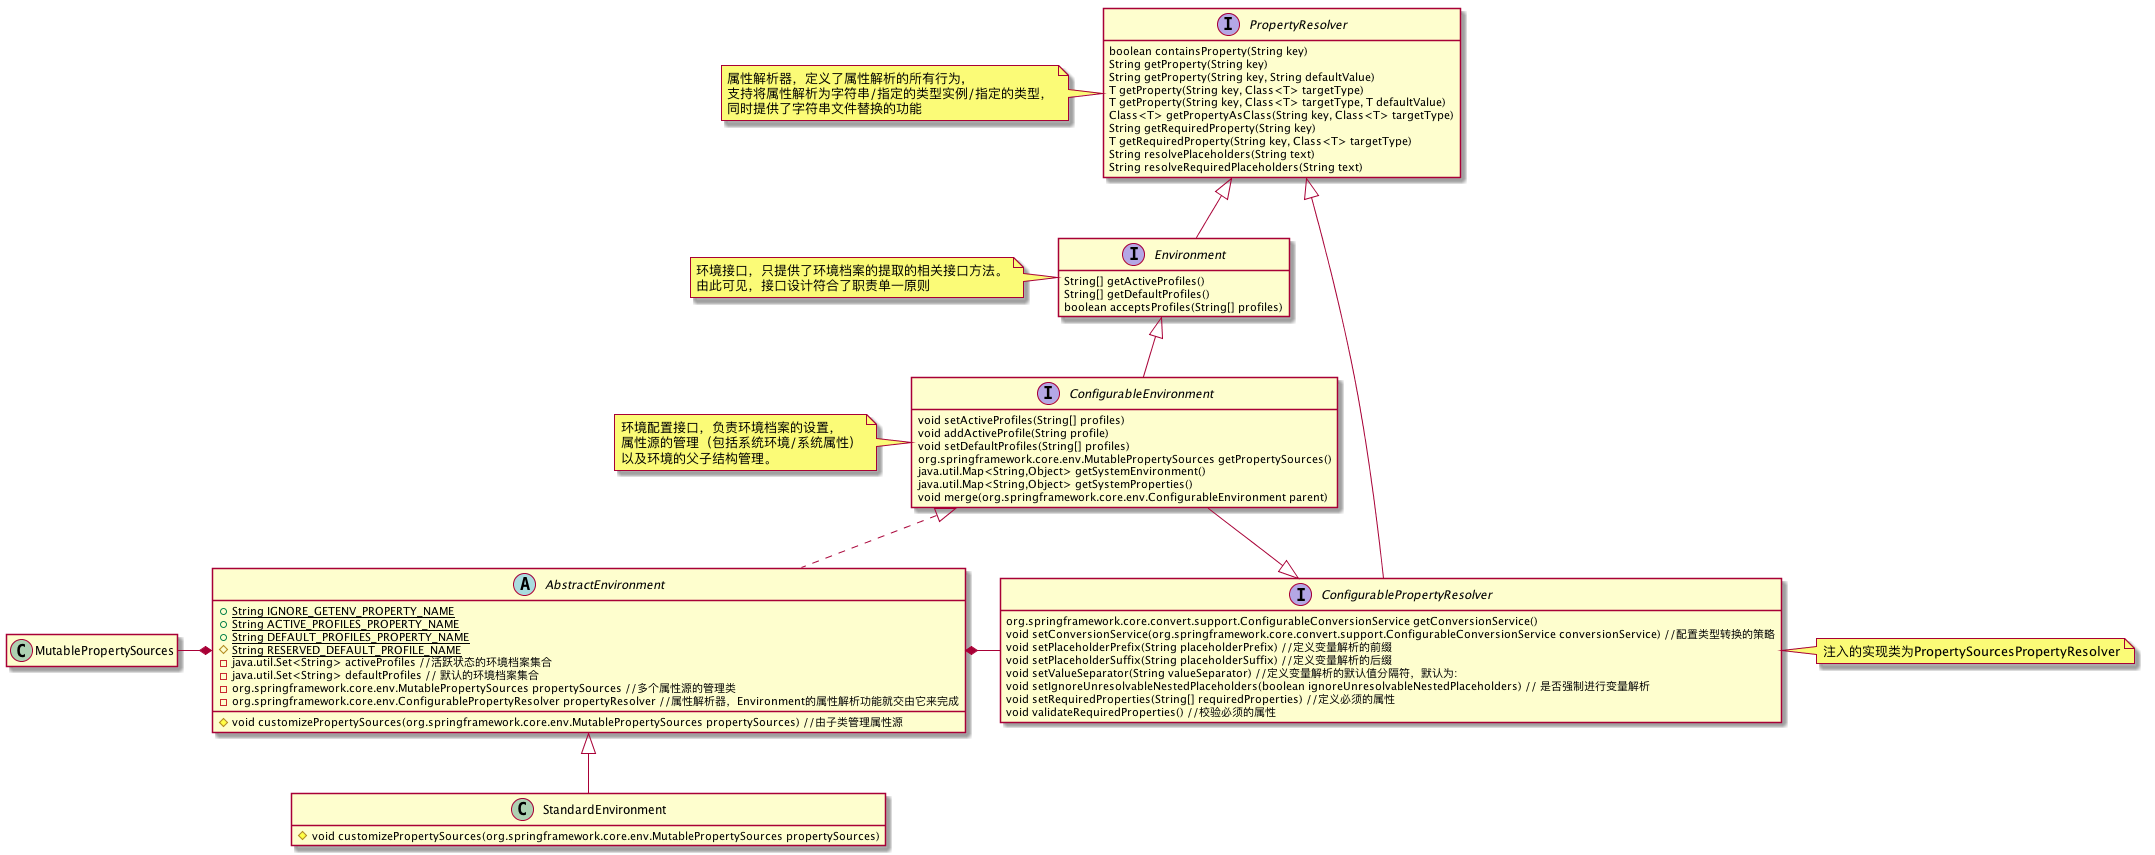 I PropertyResolver
boolean containsProperty(String key)
String getProperty(String key)
String getProperty(String key, String defaultValue)
T getProperty(String key, Class<T> targetType)
T getProperty(String key, Class<T> targetType, T defaultValue)
Class<T> getPropertyAsClass(String key, Class<T> targetType)
String getRequiredProperty(String key)
T getRequiredProperty(String key, Class<T> targetType)
String resolvePlaceholders(String text)
String resolveRequiredPlaceholders(String text)
属性解析器，定义了属性解析的所有行为，
支持将属性解析为字符串/指定的类型实例/指定的类型，
同时提供了字符串文件替换的功能
I Environment
String[] getActiveProfiles()
String[] getDefaultProfiles()
boolean acceptsProfiles(String[] profiles)
环境接口，只提供了环境档案的提取的相关接口方法。
由此可见，接口设计符合了职责单一原则
I ConfigurableEnvironment
void setActiveProfiles(String[] profiles)
void addActiveProfile(String profile)
void setDefaultProfiles(String[] profiles)
org.springframework.core.env.MutablePropertySources getPropertySources()
java.util.Map<String,Object> getSystemEnvironment()
java.util.Map<String,Object> getSystemProperties()
void merge(org.springframework.core.env.ConfigurableEnvironment parent)
环境配置接口，负责环境档案的设置，
属性源的管理（包括系统环境/系统属性）
以及环境的父子结构管理。
C MutablePropertySources
A AbstractEnvironment
String IGNORE_GETENV_PROPERTY_NAME
String ACTIVE_PROFILES_PROPERTY_NAME
String DEFAULT_PROFILES_PROPERTY_NAME
String RESERVED_DEFAULT_PROFILE_NAME
java.util.Set<String> activeProfiles //活跃状态的环境档案集合
java.util.Set<String> defaultProfiles // 默认的环境档案集合
org.springframework.core.env.MutablePropertySources propertySources //多个属性源的管理类
org.springframework.core.env.ConfigurablePropertyResolver propertyResolver //属性解析器，Environment的属性解析功能就交由它来完成
void customizePropertySources(org.springframework.core.env.MutablePropertySources propertySources) //由子类管理属性源
I ConfigurablePropertyResolver
org.springframework.core.convert.support.ConfigurableConversionService getConversionService()
void setConversionService(org.springframework.core.convert.support.ConfigurableConversionService conversionService) //配置类型转换的策略
void setPlaceholderPrefix(String placeholderPrefix) //定义变量解析的前缀
void setPlaceholderSuffix(String placeholderSuffix) //定义变量解析的后缀
void setValueSeparator(String valueSeparator) //定义变量解析的默认值分隔符，默认为:
void setIgnoreUnresolvableNestedPlaceholders(boolean ignoreUnresolvableNestedPlaceholders) // 是否强制进行变量解析
void setRequiredProperties(String[] requiredProperties) //定义必须的属性
void validateRequiredProperties() //校验必须的属性
注入的实现类为PropertySourcesPropertyResolver
C StandardEnvironment
void customizePropertySources(org.springframework.core.env.MutablePropertySources propertySources)